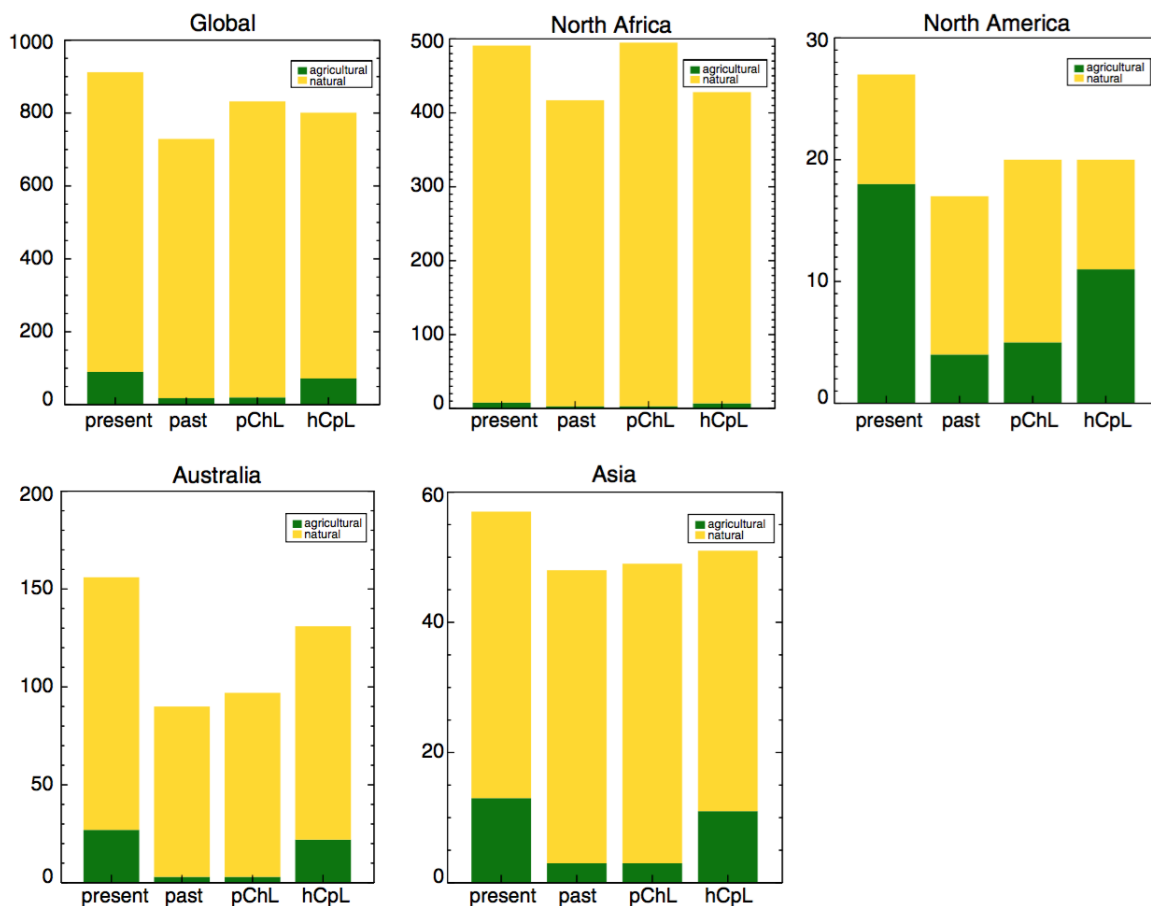 Global
1000
800
600
400
200
0
agricultural
natural
present past pChL hCpL
North Africa
500
400
300
200
100
0
agricultural
natural
present past pChL hCpL
North America
30
20
10
0
agricultural
natural
present past pChL hCpL
Australia
200
150
100
50
0
agricultural
natural
present past pChL hCpL
Asia
60
40
20
0
agricultural
natural
present past pChL hCpL